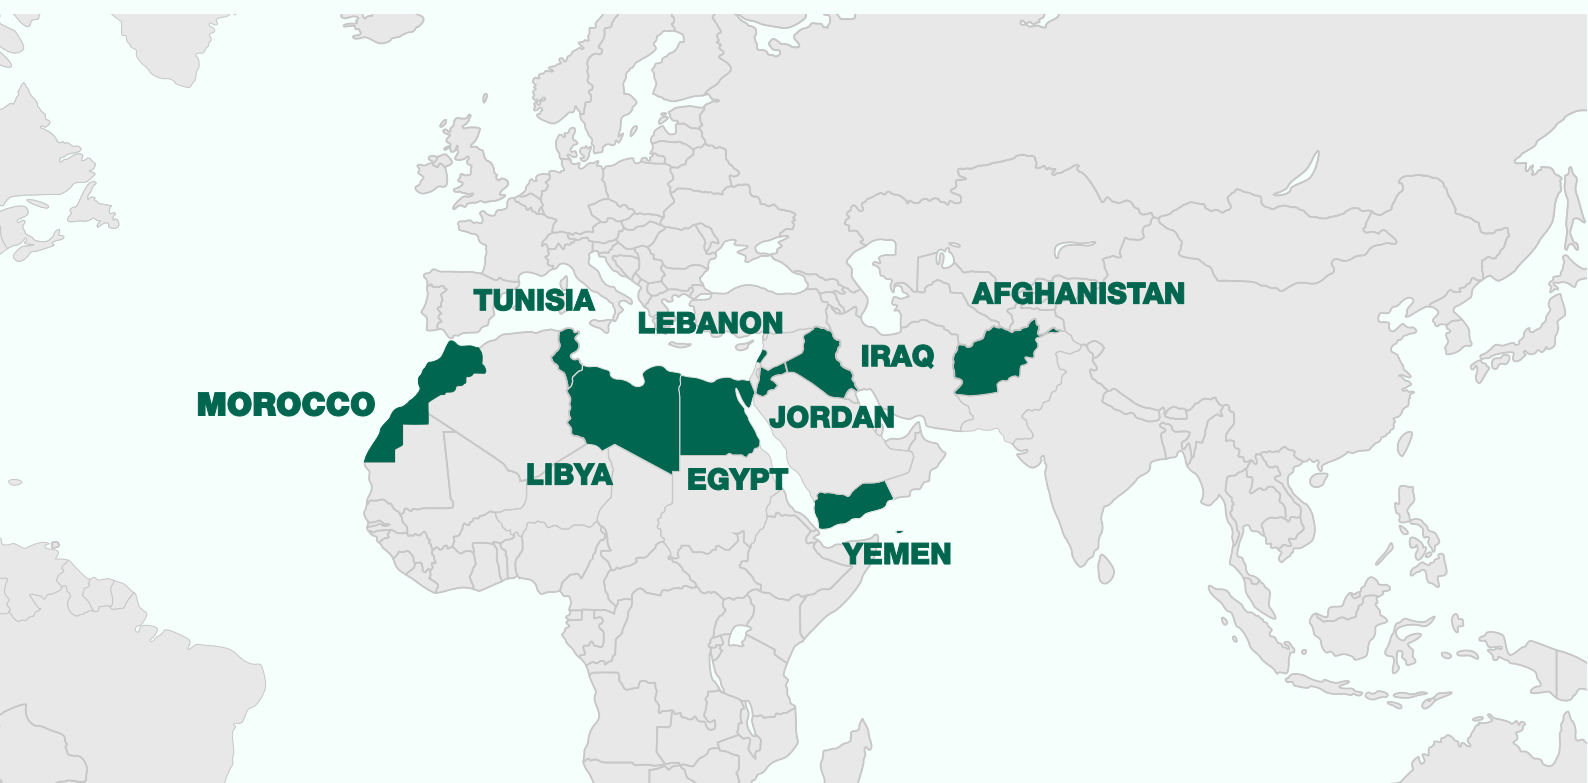 AFGHANISTAN
TUNISIA
LEBANON
IRAQ
MOROCCO
JORDAN
LIBYA
EGYPT
YEMEN